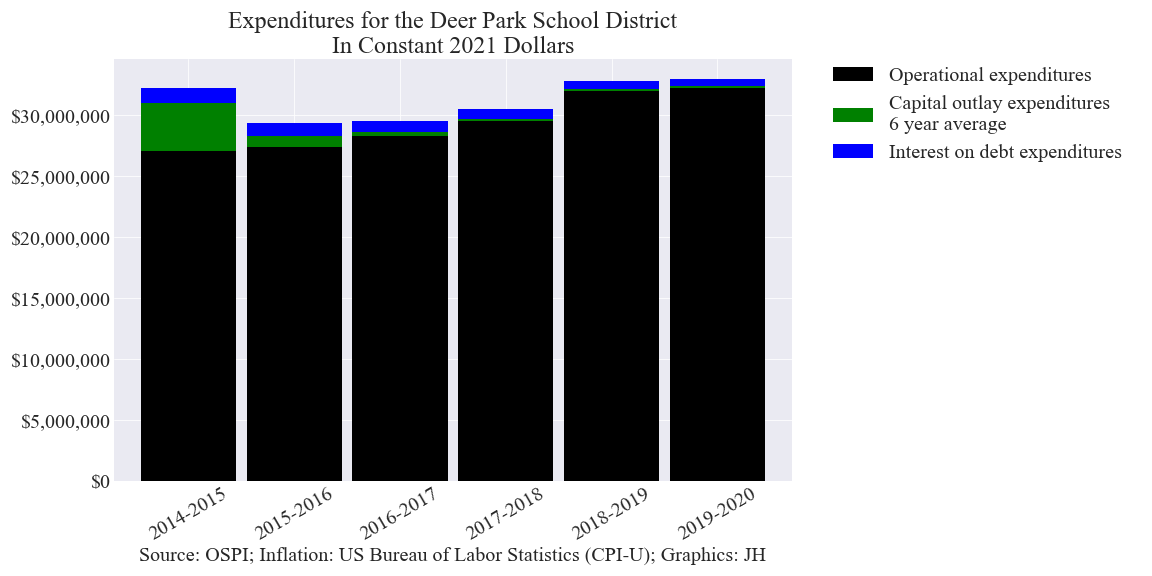 Expenditures for the Deer Park School District
In Constant 2021 Dollars
Operational expenditures
Capital outlay expenditures
6 year average
Interest on debt expenditures
$30,000,000
$25,000,000
$20,000,000
$15,000,000
$10,000,000
$5,000,000
$0
2014-2015
2015-2016
2016-2017
2017-2018
2018-2019
2019-2020
Source: OSPI; Inflation: US Bureau of Labor Statistics (CPI-U); Graphics: JH